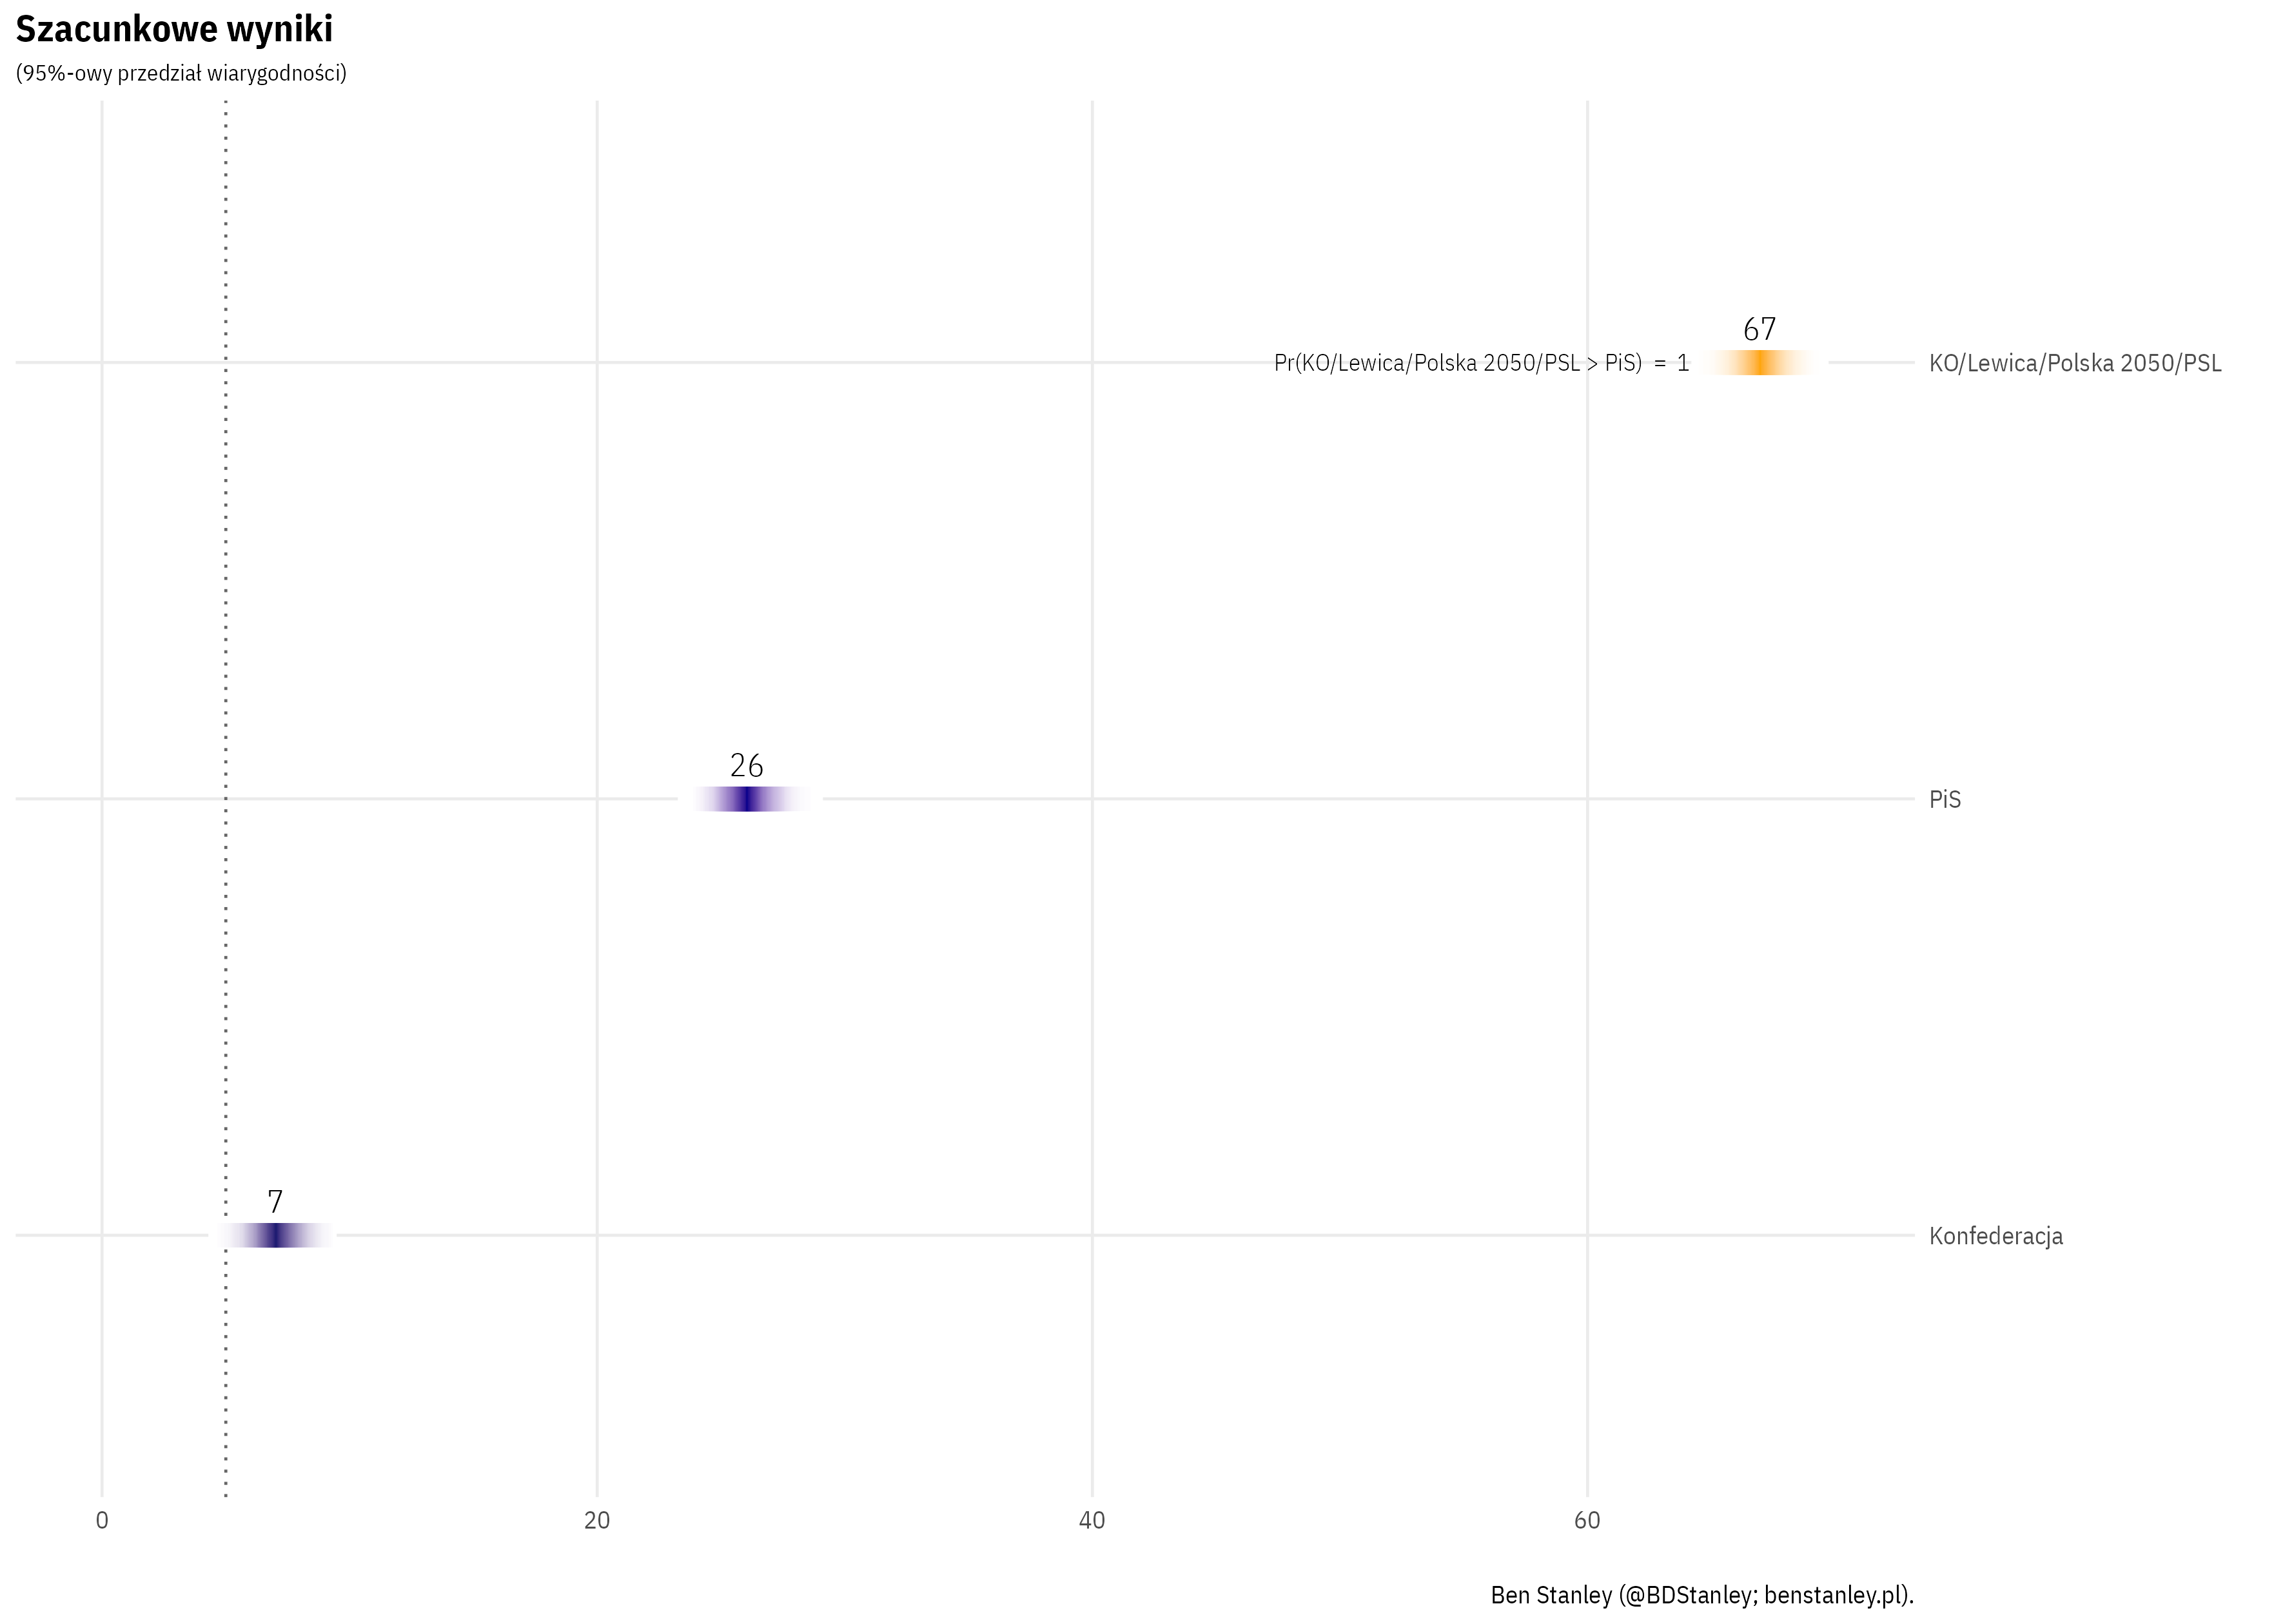 Szacunkowe wyniki
(95%-owy przedział wiarygodności)
67
Pr(KO/Lewica/Polska 2050/PSL > PiS) = 1
KO/Lewica/Polska 2050/PSL
26
PiS
7
Konfederacja
0 20 40 60
Ben Stanley (@BDStanley; benstanley.pl).